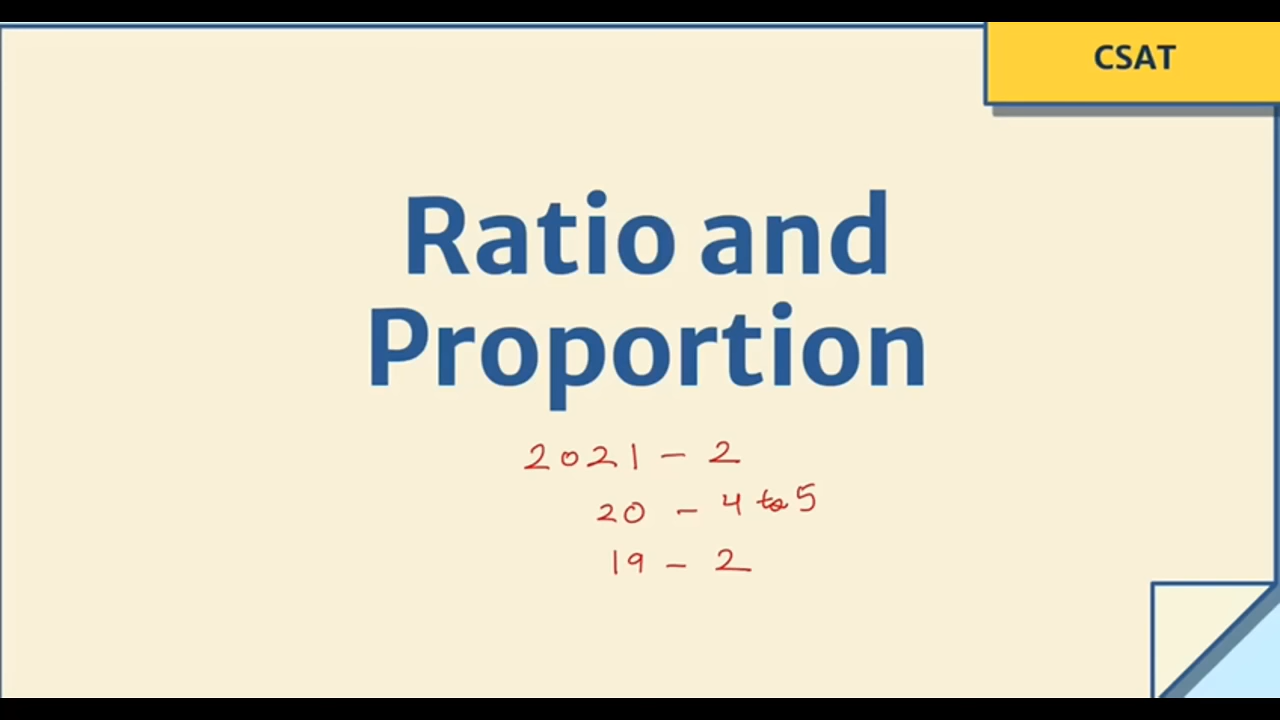 CSAT
Ratio and
Proportion
2021 - 2
20 - 4 to 5
19 - 2